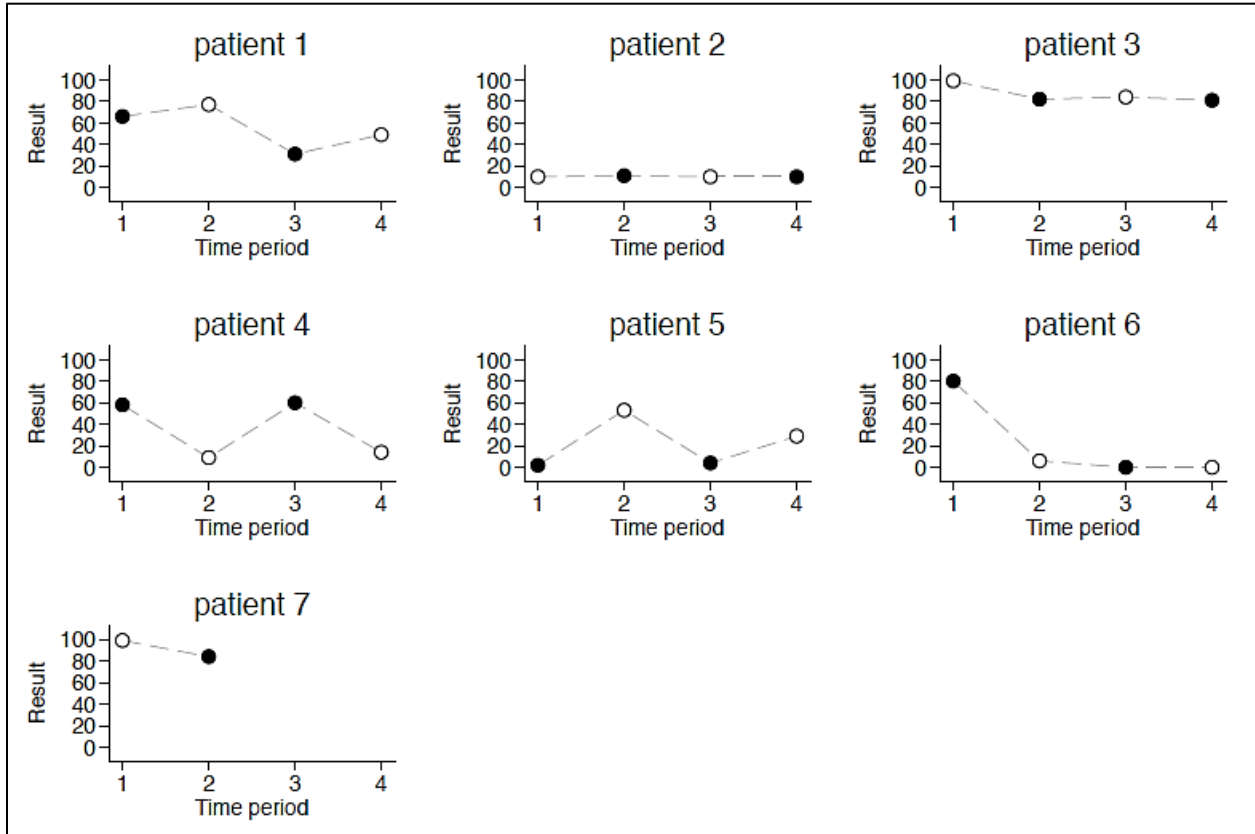 patient 1
100
80
60
40
20
0
Result
1 2 3 4
Time period
patient 2
100
80
60
40
20
0
Result
1 2 3 4
Time period
patient 3
100
80
60
40
20
0
Result
1 2 3 4
Time period
patient 4
100
80
60
40
20
0
Result
1 2 3 4
Time period
patient 5
100
80
60
40
20
0
Result
1 2 3 4
Time period
patient 6
100
80
60
40
20
0
Result
1 2 3 4
Time period
patient 7
100
80
60
40
20
0
Result
1 2 3 4
Time period